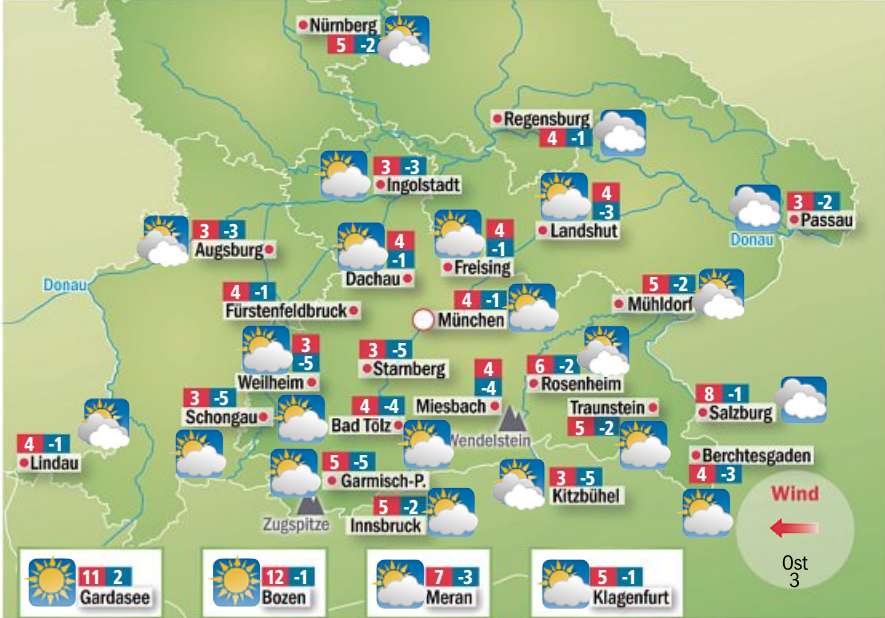 Nürnberg
5 -2
Regensburg
4 -1
3 -3
Ingolstadt
4
-3
Landshut
3 -2
Passau
Donau
3 -3
Augsburg
4
-1
Dachau
4
-1
Freising
Donau
4 -1
Fürstenfeldbruck
4 -1
München
5 -2
Mühldorf
3
-5
Weilheim
3 -5
Starnberg
4
-4
Miesbach
6 -2
Rosenheim
3 -5
Schongau
4 -4
Bad Tölz
Wendelstein
Traunstein
5 -2
8 -1
Salzburg
4 -1
Lindau
5 -5
Garmisch-P.
Zugspitze
5 -2
Innsbruck
3 -5
Kitzbühel
Berchtesgaden
4 -3
Wind
Ost
3
11 2
Gardasee
12 -1
Bozen
7 -3
Meran
5 -1
Klagenfurt